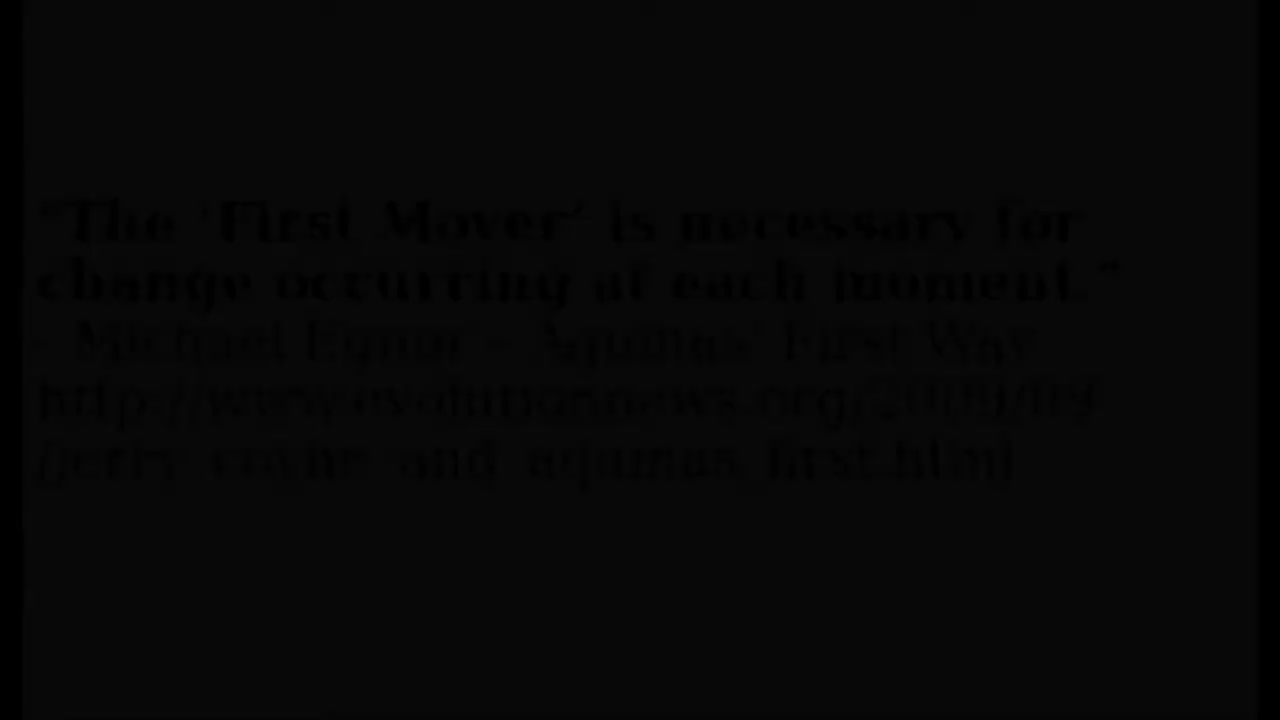 "The 'First Mover' is necessary for
change occurring at each moment."
- Michael Egnor - Aquinas' First Way
http://www.evolutionnews.org/2009/09
/jerry_coyne_and_aquinas_first.html